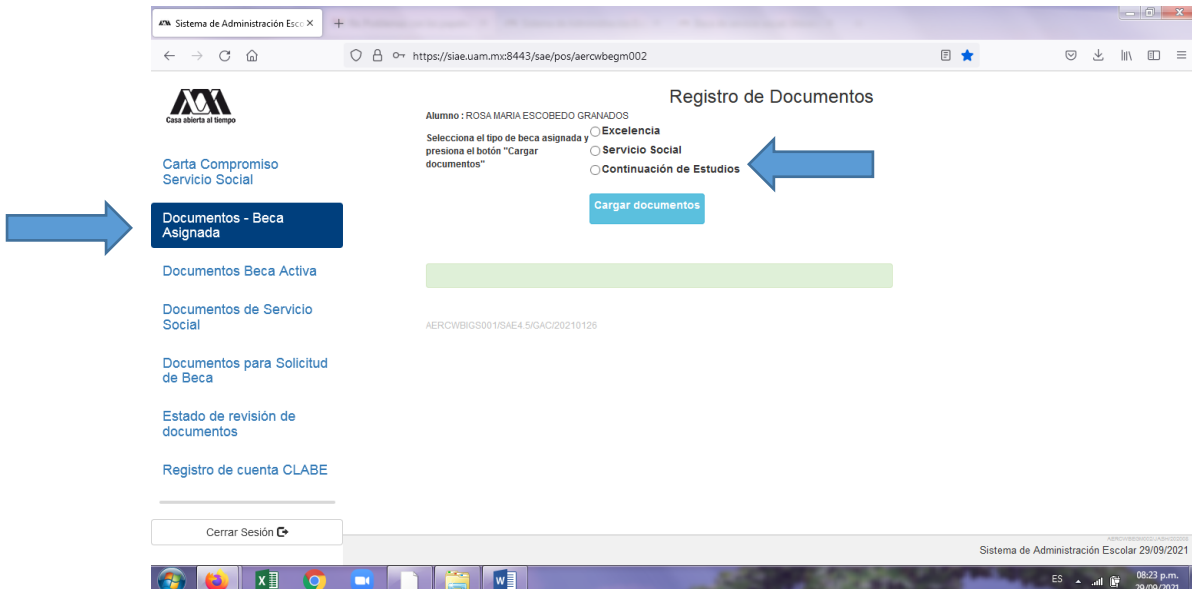 Sistema de Administración Esco
https://siae.uam.mx:8443/sae/pos/aercwbegm002
Casa abierta al tiempo
Registro de Documentos
Alumno : ROSA MARIA ESCOBEDO GRANADOS
Selecciona el tipo de beca asignada y
presiona el botón "Cargar
documentos"
Excelencia
Servicio Social
Continuación de Estudios
Cargar documentos
Carta Compromiso
Servicio Social
Documentos - Beca
Asignada
Documentos Beca Activa
Documentos de Servicio
Social
Documentos para Solicitud
de Beca
Estado de revisión de
documentos
Registro de cuenta CLABE
AERCWBIGS001/SAE4.5/GAC/20210126
Cerrar Sesión
Sistema de Administración Escolar 29/09/2021
ES
08:23 p.m.
29/09/2021